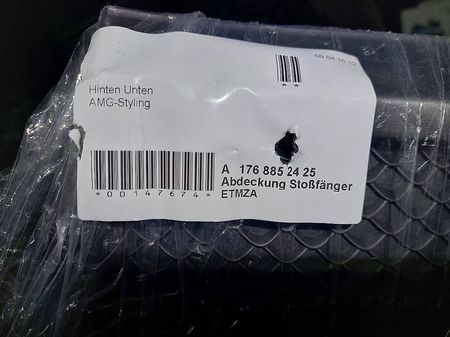 09.04.15 12
* *
Hinten Unten
AMG-Styling
*00147674*
A 176 885 24 25
Abdeckung Stoßfänger
ETMZA